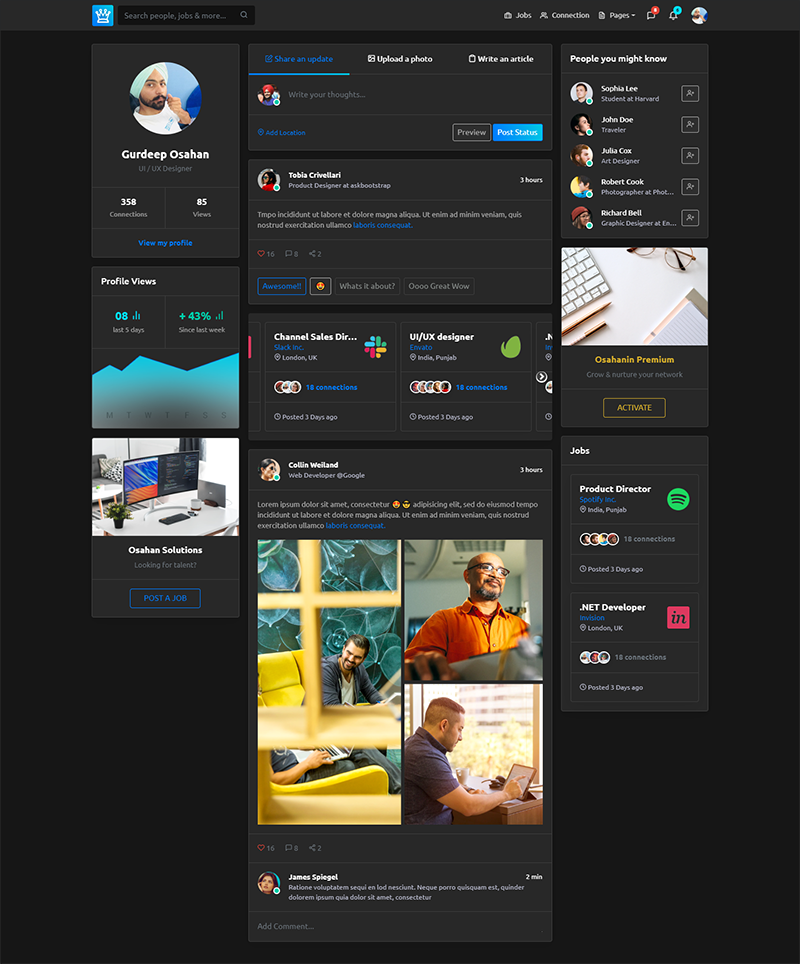 Search people, jobs & more...
Jobs
Connection
Pages
8
6
Gurdeep Osahan
UI / UX Designer
358
Connections
85
Views
View my profile
Profile Views
08
last 5 days
+ 43%
Since last week
M T W T F S S
Osahan Solutions
Looking for talent?
POST A JOB
Share an update
Upload a photo
Write an article
Write your thoughts...
Add Location
Preview
Post Status
Tobia Crivellari
Product Designer at askbootstrap
3 hours
Tmpo incididunt ut labore et dolore magna aliqua. Ut enim ad minim veniam, quis
nostrud exercitation ullamco laboris consequat.
16
8
2
Awesome!!
😍
Whats it about?
Oooo Great Wow
Channel Sales Dir...
Slack Inc.
London, UK
18 connections
Posted 3 Days ago
UI/UX designer
Envato
India, Punjab
18 connections
Posted 3 Days ago
.N
In
Collin Weiland
Web Developer @Google
3 hours
Lorem ipsum dolor sit amet, consectetur 😍 😎 adipisicing elit, sed do eiusmod tempo
incididunt ut labore et dolore magna aliqua. Ut enim ad minim veniam, quis nostrud
exercitation ullamco laboris consequat.
16
8
2
James Spiegel
2 min
Ratione voluptatem sequi en lod nesciunt. Neque porro quisquam est, quinder
dolorem ipsum quia dolor sit amet, consectetur
Add Comment...
People you might know
Sophia Lee
Student at Harvard
John Doe
Traveler
Julia Cox
Art Designer
Robert Cook
Photographer at Phot...
Richard Bell
Graphic Designer at En...
Osahanin Premium
Grow & nurture your network
ACTIVATE
Jobs
Product Director
Spotify Inc.
India, Punjab
18 connections
Posted 3 Days ago
.NET Developer
Invision
London, UK
in
18 connections
Posted 3 Days ago